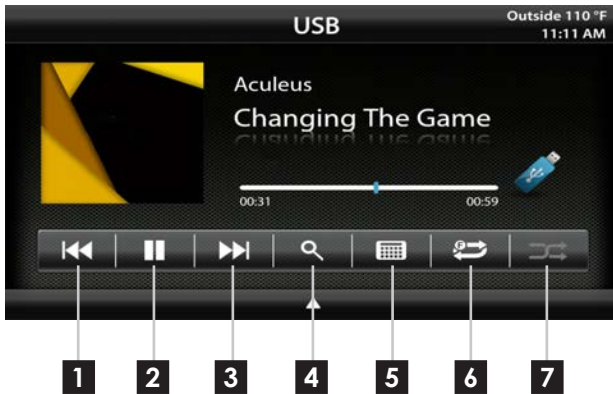 USB
Outside 110 °F
11:11 AM
Aculeus
Changing The Game
00:31 00:59
1 2 3 4 5 6 7